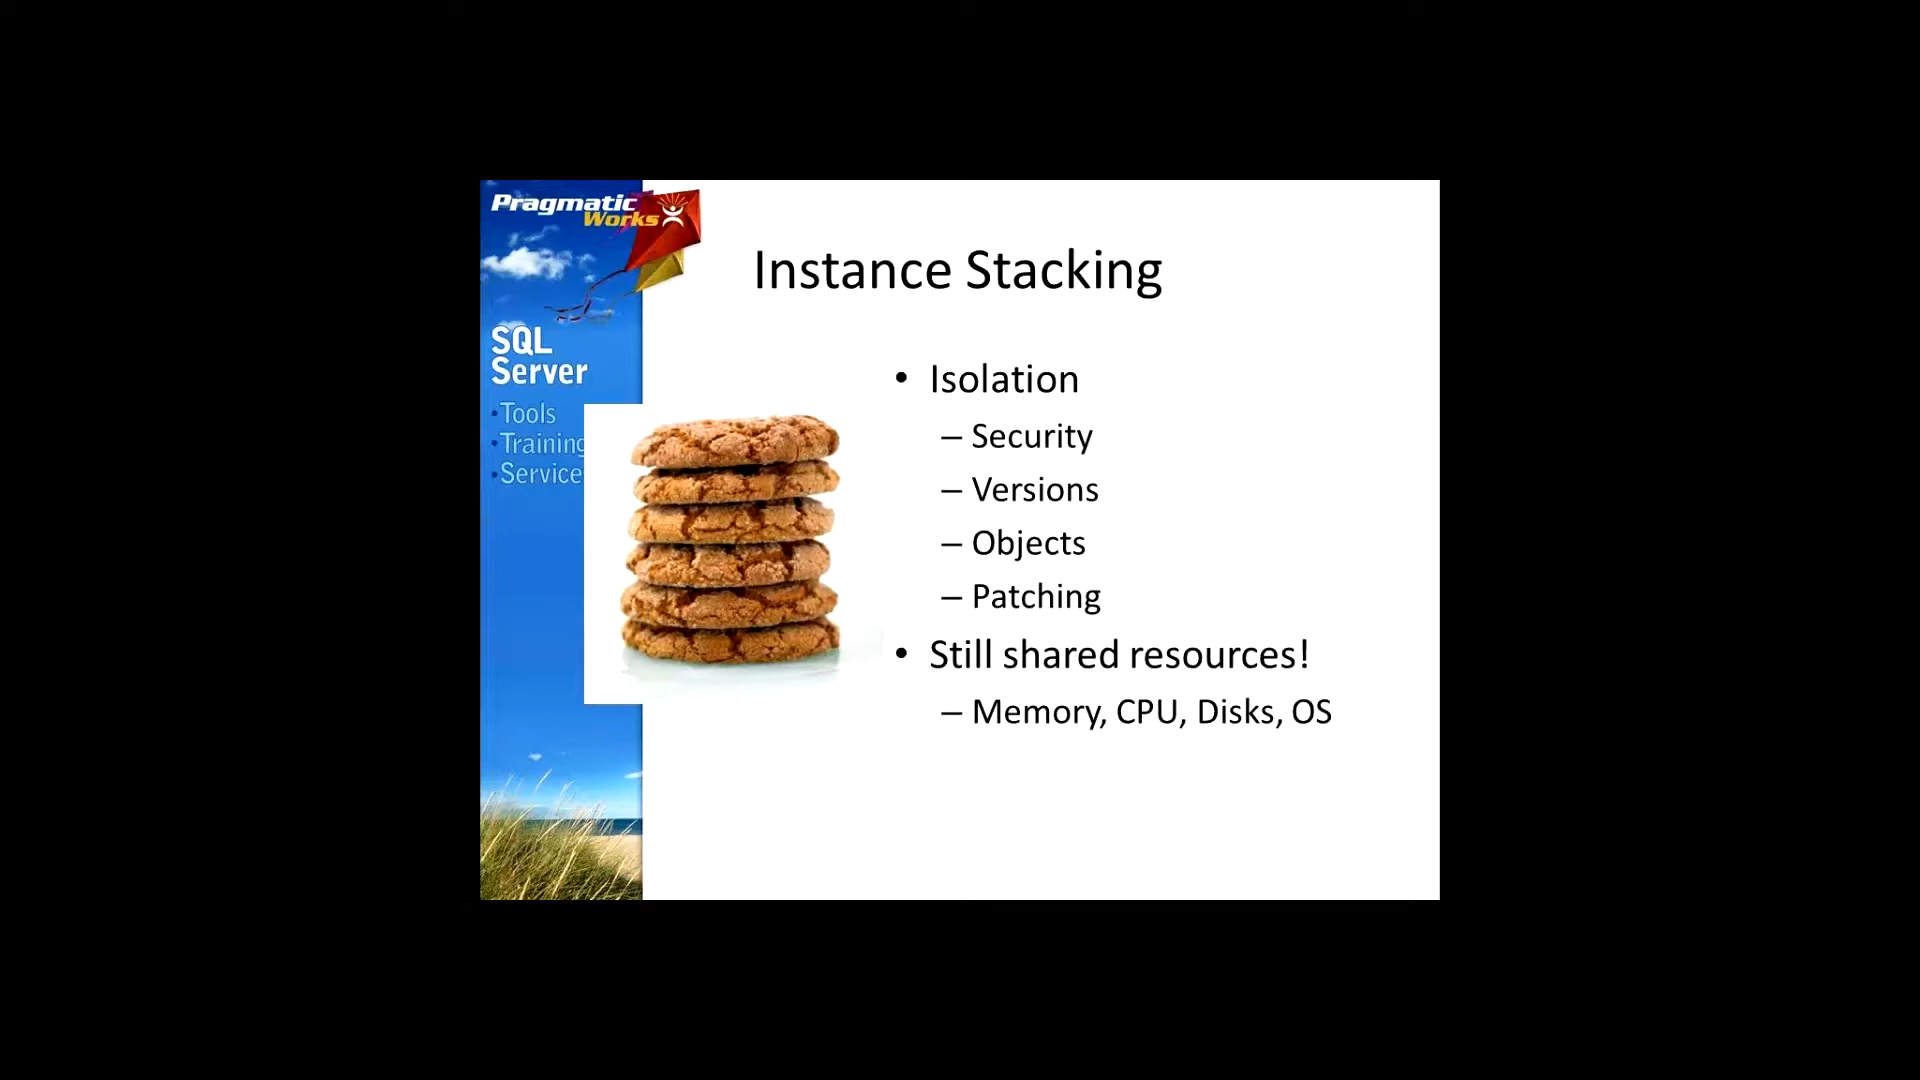 Pragmatic
Works
Instance Stacking
SQL
Server
•Tools
•Training
•Service
• Isolation
– Security
– Versions
– Objects
– Patching
• Still shared resources!
– Memory, CPU, Disks, OS